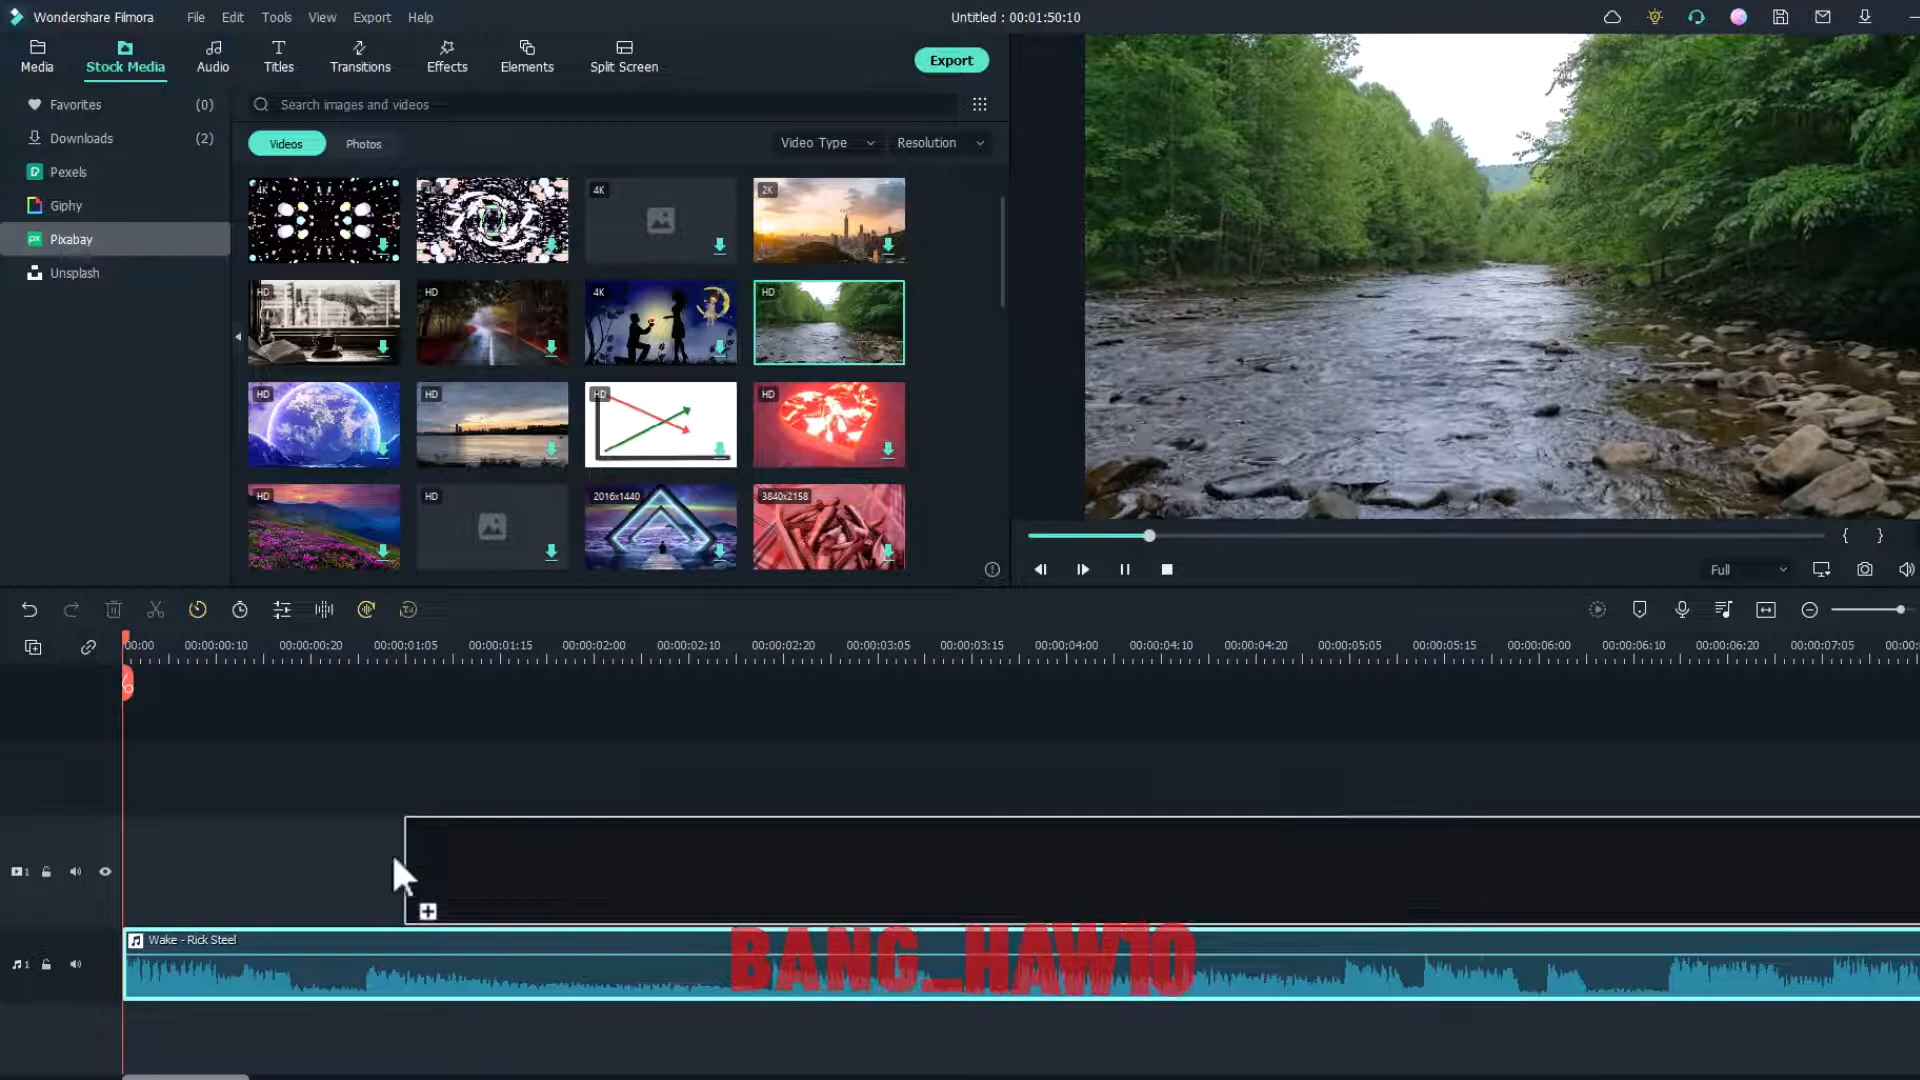 Wondershare Filmora File Edit Tools View Export Help Untitled : 00:01:50:10
Media Stock Media Audio Titles Transitions Effects Elements Split Screen Export
Favorites (0)
Downloads (2)
Pexels
Giphy
Pixabay
Unsplash
Search images and videos
Videos Photos Video Type Resolution
4K 4K 4K 2K
HD HD 4K HD
HD HD HD HD
HD HD 2016x1440 3840x2158
Full
00:00 00:00:00:10 00:00:00:20 00:00:01:05 00:00:01:15 00:00:02:00 00:00:02:10 00:00:02:20 00:00:03:05 00:00:03:15 00:00:04:00 00:00:04:10 00:00:04:20 00:00:05:05 00:00:05:15 00:00:06:00 00:00:06:10 00:00:06:20 00:00:07:05 00:00:
1
Wake - Rick Steel
1
BANG_HAW10